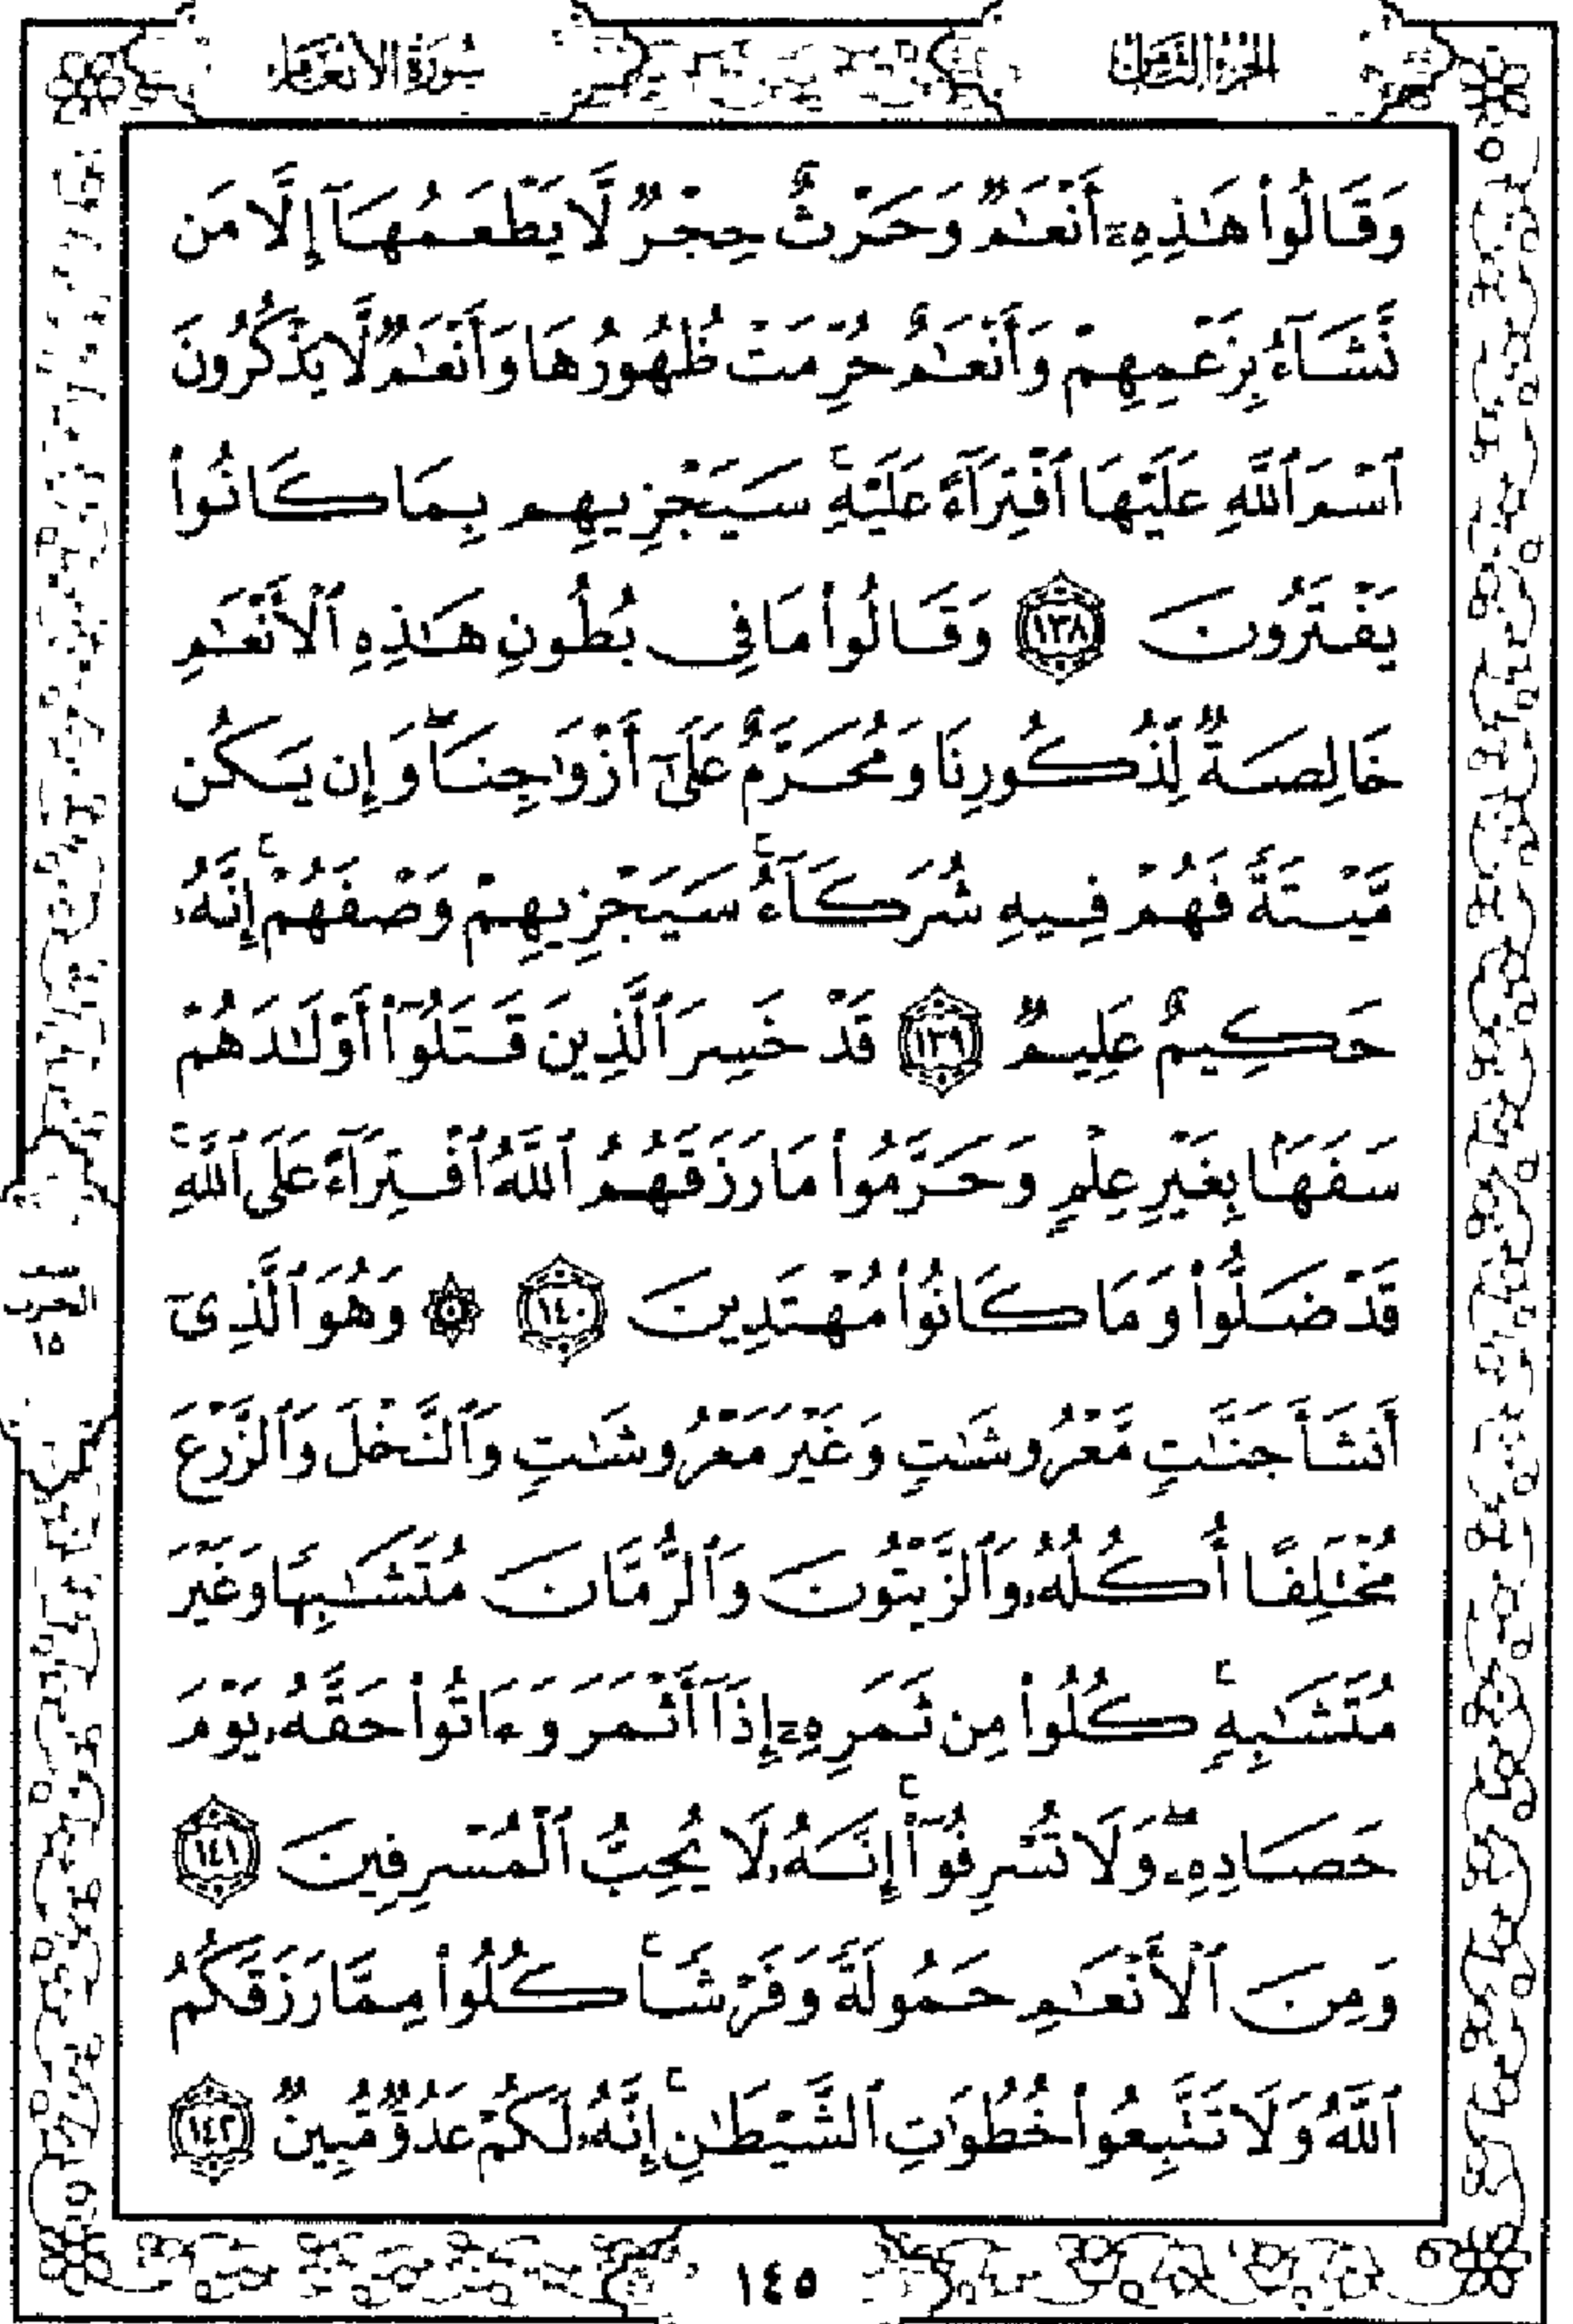 الجزء الثامن
سورة الأنعام
وَقَالُوا۟ هَـٰذِهِۦٓ أَنْعَـٰمٌ وَحَرْثٌ حِجْرٌ لَّا يَطْعَمُهَآ إِلَّا مَن
نَّشَآءُ بِزَعْمِهِمْ وَأَنْعَـٰمٌ حُرِّمَتْ ظُهُورُهَا وَأَنْعَـٰمٌ لَّا يَذْكُرُونَ
ٱسْمَ ٱللَّهِ عَلَيْهَا ٱفْتِرَآءً عَلَيْهِ ۚ سَيَجْزِيهِم بِمَا كَانُوا۟
يَفْتَرُونَ ١٣٨ وَقَالُوا۟ مَا فِى بُطُونِ هَـٰذِهِ ٱلْأَنْعَـٰمِ
خَالِصَةٌ لِّذُكُورِنَا وَمُحَرَّمٌ عَلَىٰٓ أَزْوَٰجِنَا ۖ وَإِن يَكُن
مَّيْتَةً فَهُمْ فِيهِ شُرَكَآءُ ۚ سَيَجْزِيهِمْ وَصْفَهُمْ ۚ إِنَّهُۥ
حَكِيمٌ عَلِيمٌ ١٣٩ قَدْ خَسِرَ ٱلَّذِينَ قَتَلُوٓا۟ أَوْلَـٰدَهُمْ
سَفَهًۢا بِغَيْرِ عِلْمٍ وَحَرَّمُوا۟ مَا رَزَقَهُمُ ٱللَّهُ ٱفْتِرَآءً عَلَى ٱللَّهِ ۚ
قَدْ ضَلُّوا۟ وَمَا كَانُوا۟ مُهْتَدِينَ ١٤٠ ۞ وَهُوَ ٱلَّذِىٓ
أَنشَأَ جَنَّـٰتٍ مَّعْرُوشَـٰتٍ وَغَيْرَ مَعْرُوشَـٰتٍ وَٱلنَّخْلَ وَٱلزَّرْعَ
مُخْتَلِفًا أُكُلُهُۥ وَٱلزَّيْتُونَ وَٱلرُّمَّانَ مُتَشَـٰبِهًا وَغَيْرَ
مُتَشَـٰبِهٍ ۚ كُلُوا۟ مِن ثَمَرِهِۦٓ إِذَآ أَثْمَرَ وَءَاتُوا۟ حَقَّهُۥ يَوْمَ
حَصَادِهِۦ ۖ وَلَا تُسْرِفُوٓا۟ ۚ إِنَّهُۥ لَا يُحِبُّ ٱلْمُسْرِفِينَ ١٤١
وَمِنَ ٱلْأَنْعَـٰمِ حَمُولَةً وَفَرْشًا ۚ كُلُوا۟ مِمَّا رَزَقَكُمُ
ٱللَّهُ وَلَا تَتَّبِعُوا۟ خُطُوَٰتِ ٱلشَّيْطَـٰنِ ۚ إِنَّهُۥ لَكُمْ عَدُوٌّ مُّبِينٌ ١٤٢
الحزب
١٥
١٤٥